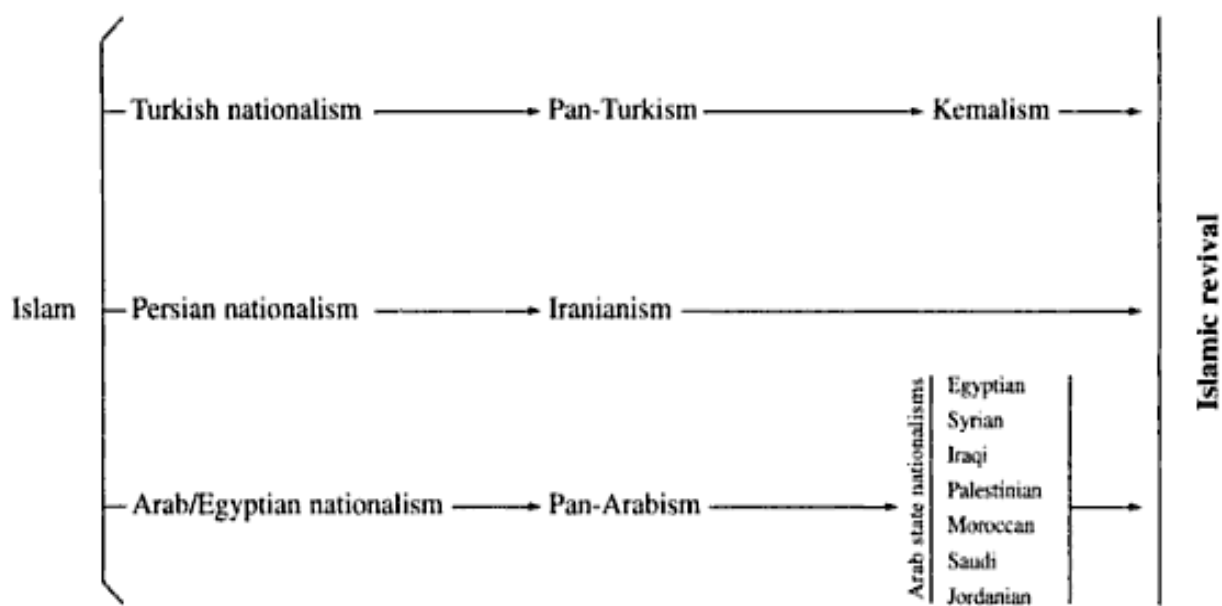 Turkish nationalism Pan-Turkism Kemalism
Islam Persian nationalism Iranianism
Arab/Egyptian nationalism Pan-Arabism
Arab state nationalisms
Egyptian
Syrian
Iraqi
Palestinian
Moroccan
Saudi
Jordanian
Islamic revival